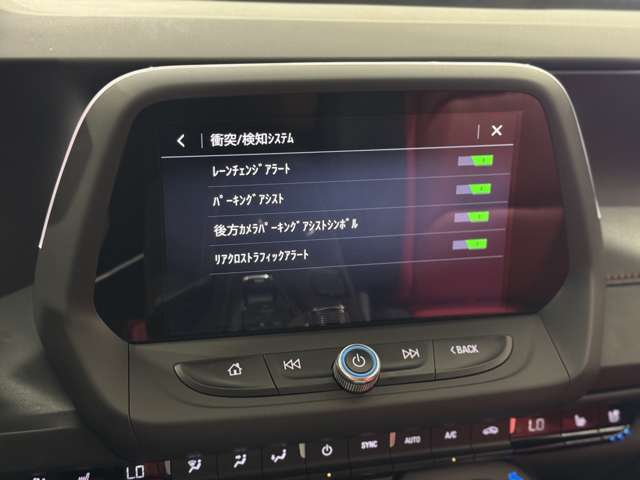 衝突/検知ｼｽﾃﾑ
ﾚｰﾝﾁｪﾝｼﾞｱﾗｰﾄ
ﾊﾟｰｷﾝｸﾞｱｼｽﾄ
後方ｶﾒﾗﾊﾟｰｷﾝｸﾞｱｼｽﾄｼﾝﾎﾞﾙ
ﾘｱｸﾛｽﾄﾗﾌｨｯｸｱﾗｰﾄ
BACK
LO SYNC AUTO A/C LO